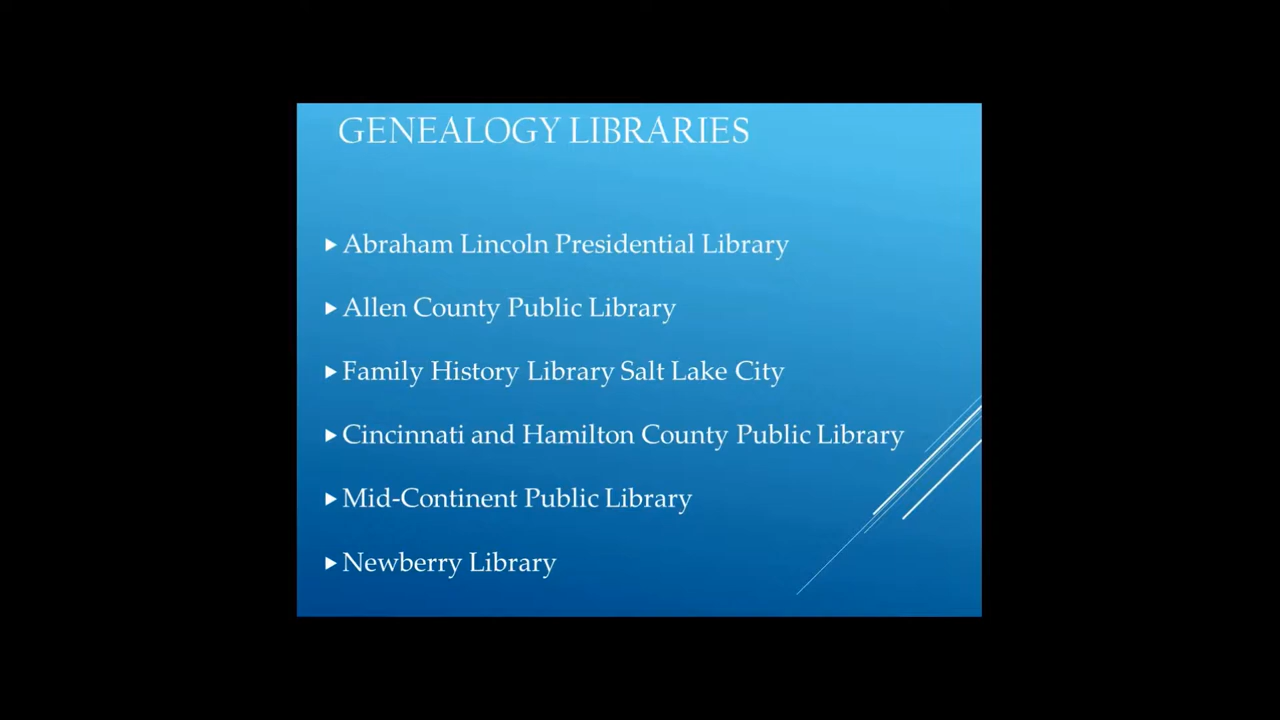 GENEALOGY LIBRARIES
Abraham Lincoln Presidential Library
Allen County Public Library
Family History Library Salt Lake City
Cincinnati and Hamilton County Public Library
Mid-Continent Public Library
Newberry Library